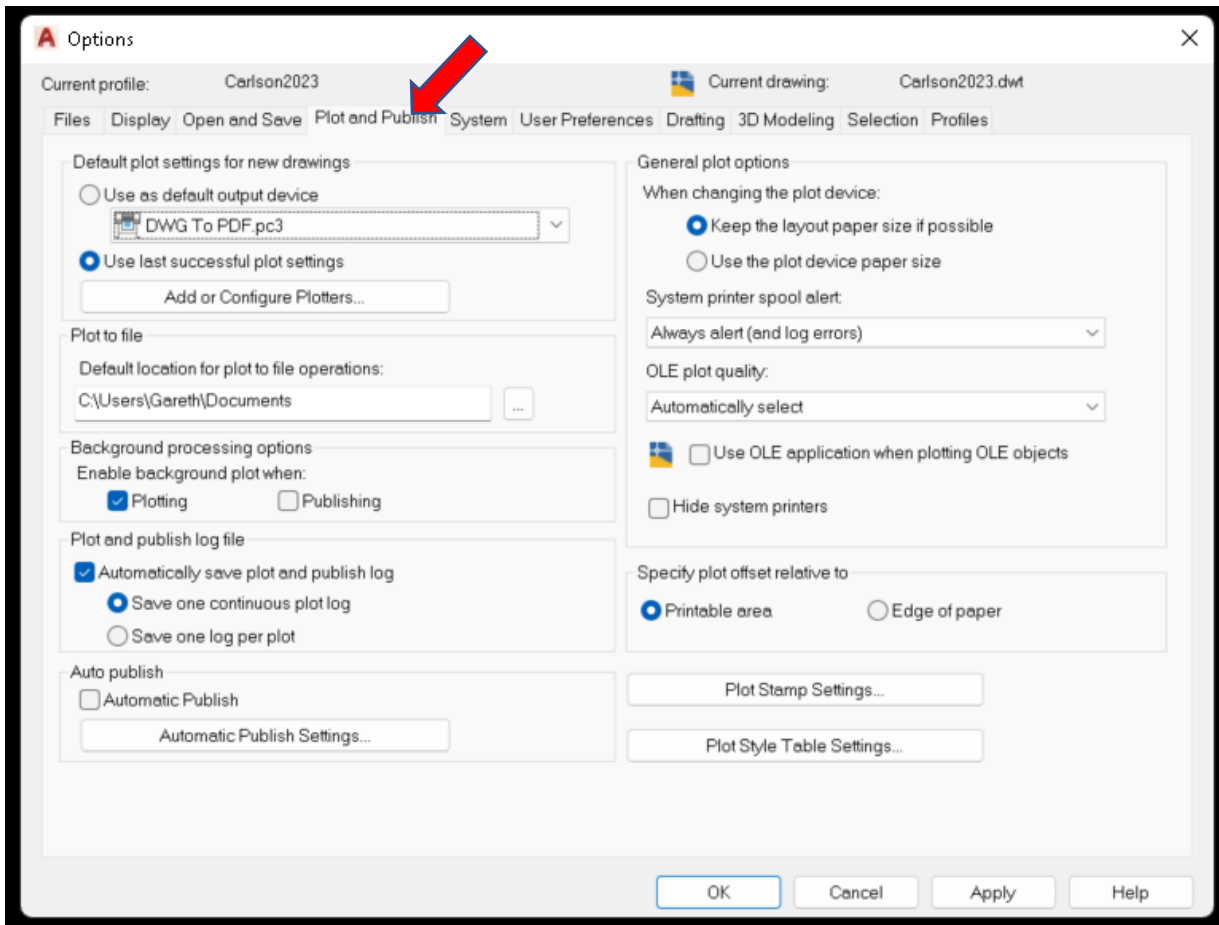 Options
Current profile: Carlson2023 Current drawing: Carlson2023.dwt
Files Display Open and Save Plot and Publish System User Preferences Drafting 3D Modeling Selection Profiles
Default plot settings for new drawings
Use as default output device
DWG To PDF.pc3
Use last successful plot settings
Add or Configure Plotters...
Plot to file
Default location for plot to file operations:
C:\Users\Gareth\Documents
...
Background processing options
Enable background plot when:
Plotting Publishing
Plot and publish log file
Automatically save plot and publish log
Save one continuous plot log
Save one log per plot
Auto publish
Automatic Publish
Automatic Publish Settings...
General plot options
When changing the plot device:
Keep the layout paper size if possible
Use the plot device paper size
System printer spool alert:
Always alert (and log errors)
OLE plot quality:
Automatically select
Use OLE application when plotting OLE objects
Hide system printers
Specify plot offset relative to
Printable area Edge of paper
Plot Stamp Settings...
Plot Style Table Settings...
OK Cancel Apply Help